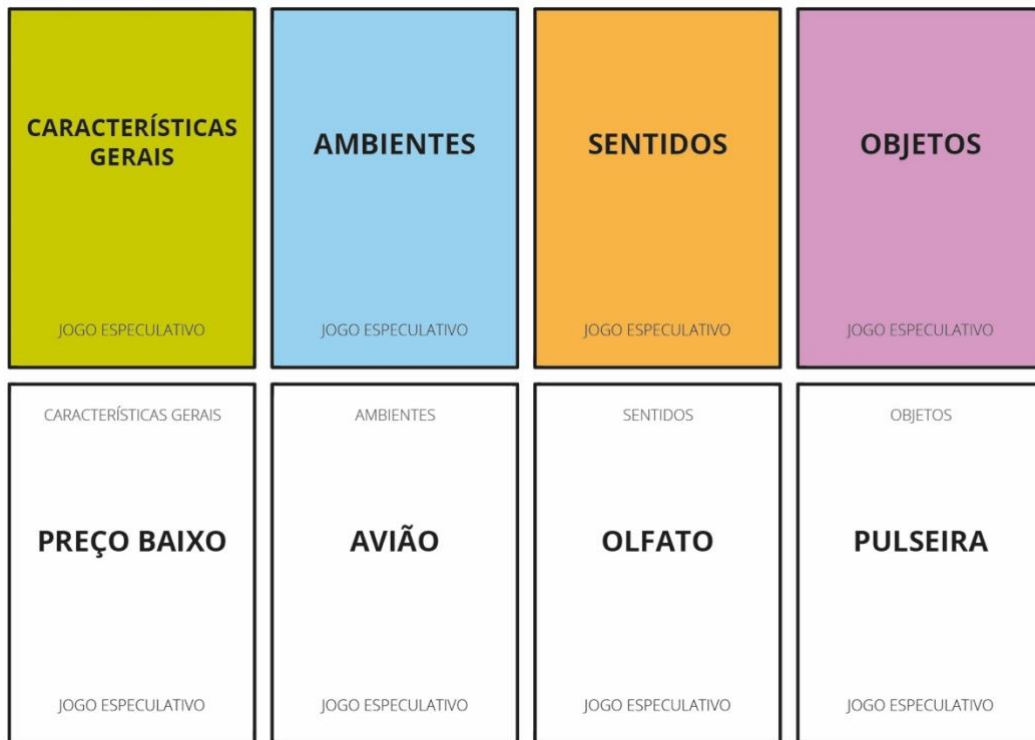 CARACTERÍSTICAS
GERAIS
JOGO ESPECULATIVO
AMBIENTES
JOGO ESPECULATIVO
SENTIDOS
JOGO ESPECULATIVO
OBJETOS
JOGO ESPECULATIVO
CARACTERÍSTICAS GERAIS
PREÇO BAIXO
JOGO ESPECULATIVO
AMBIENTES
AVIÃO
JOGO ESPECULATIVO
SENTIDOS
OLFATO
JOGO ESPECULATIVO
OBJETOS
PULSEIRA
JOGO ESPECULATIVO